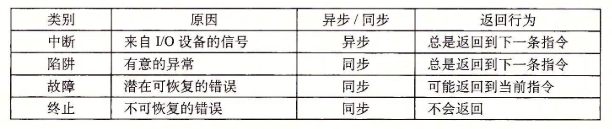 类别 原因 异步/同步 返回行为
中断 来自 I/O 设备的信号 异步 总是返回到下一条指令
陷阱 有意的异常 同步 总是返回到下一条指令
故障 潜在可恢复的错误 同步 可能返回到当前指令
终止 不可恢复的错误 同步 不会返回